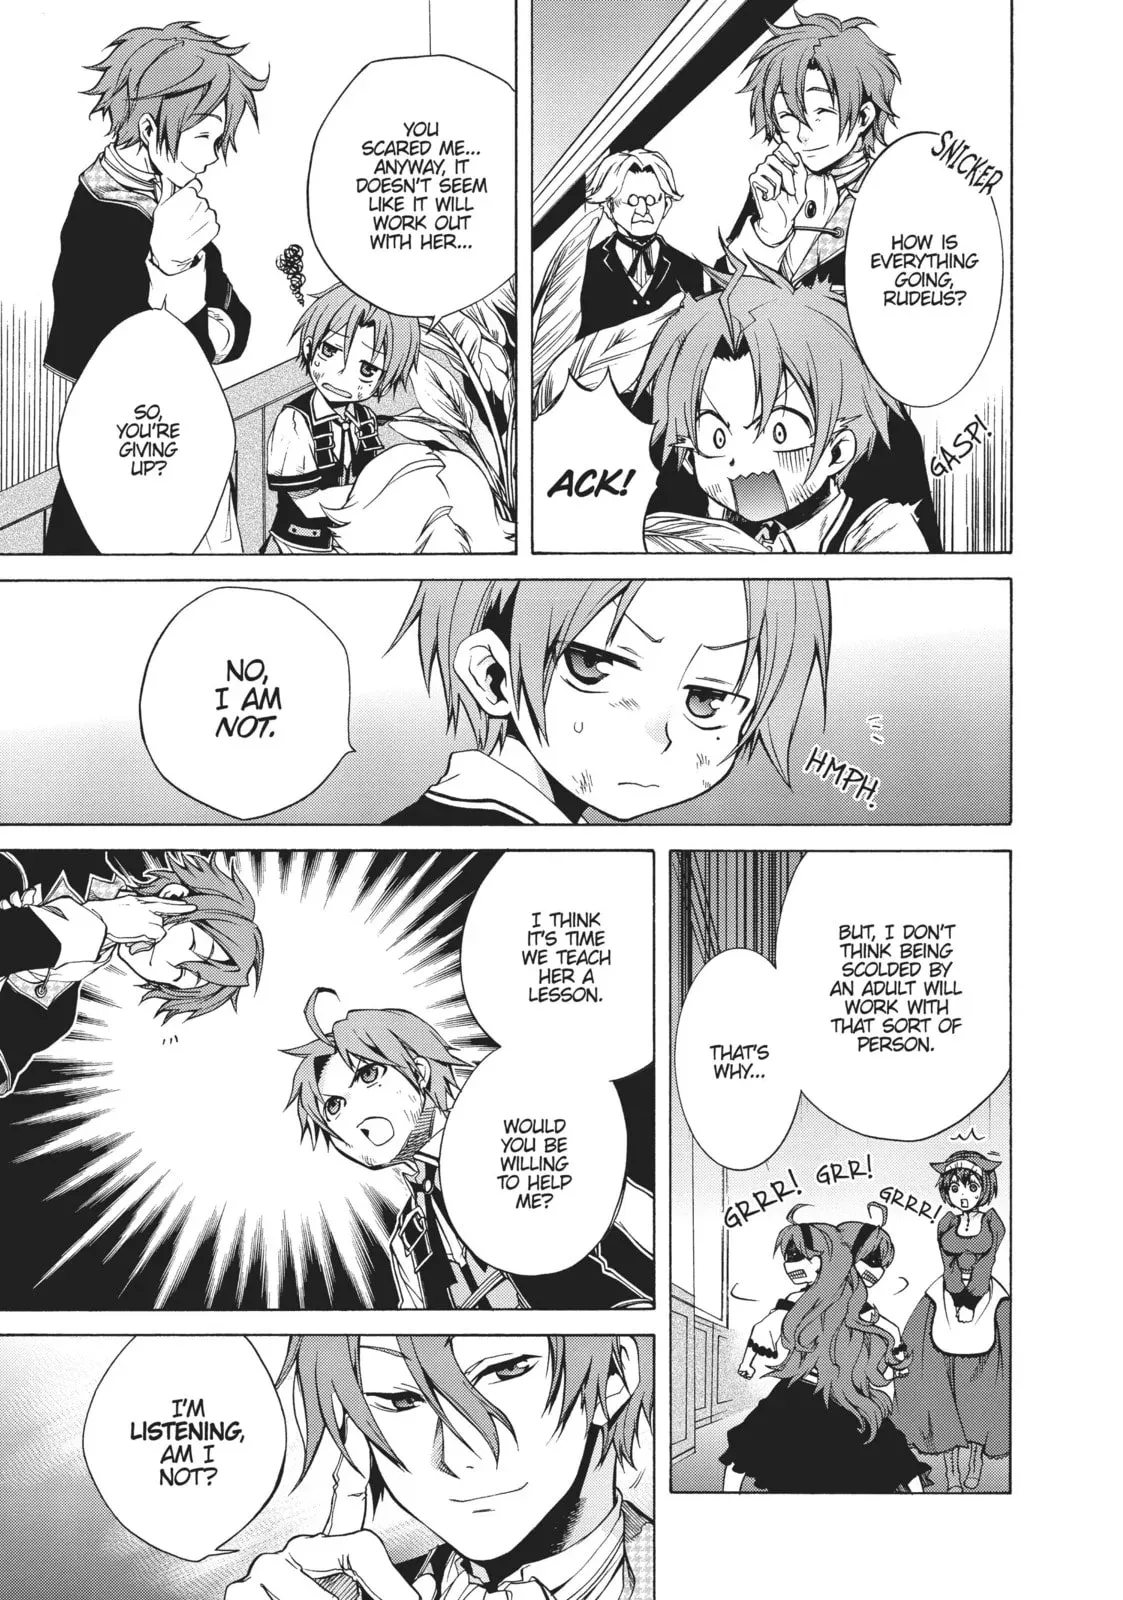 SNICKER
HOW IS
EVERYTHING
GOING,
RUDEUS?
GASP!
ACK!
YOU
SCARED ME...
ANYWAY, IT
DOESN'T SEEM
LIKE IT WILL
WORK OUT
WITH HER...
SO,
YOU'RE
GIVING
UP?
NO,
I AM
NOT.
HMPH.
BUT, I DON'T
THINK BEING
SCOLDED BY
AN ADULT WILL
WORK WITH
THAT SORT OF
PERSON.
THAT'S
WHY...
GRRR! GRR!
GRRR!
I THINK
IT'S TIME
WE TEACH
HER A
LESSON.
WOULD
YOU BE
WILLING
TO HELP
ME?
I'M
LISTENING,
AM I
NOT?